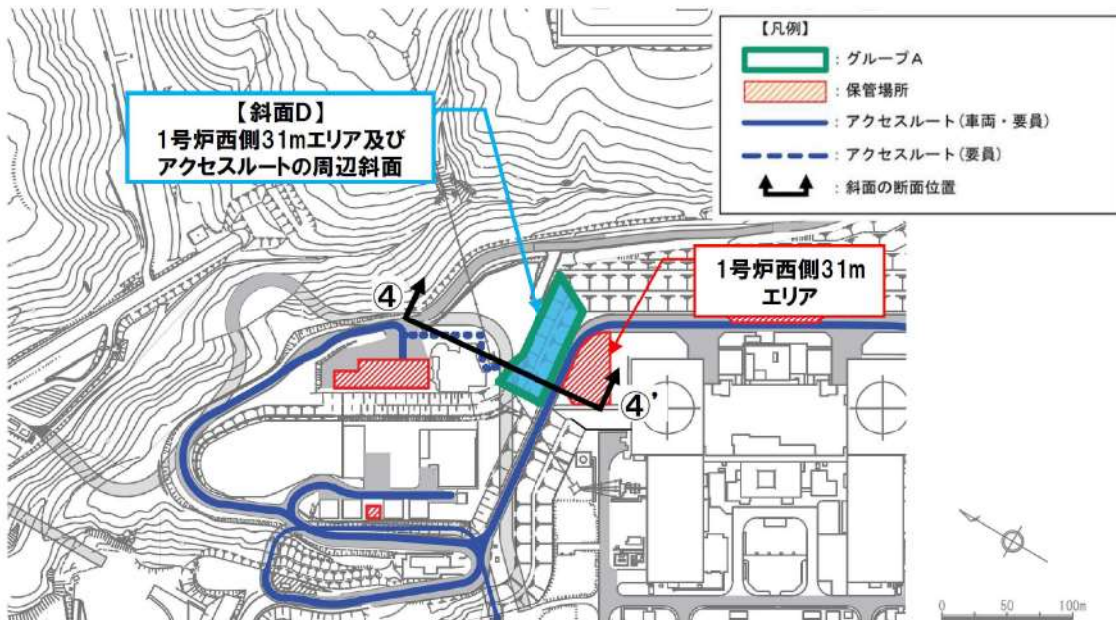 【凡例】
：グループA
：保管場所
：アクセスルート(車両・要員)
：アクセスルート(要員)
：斜面の断面位置
【斜面D】
1号炉西側31mエリア及び
アクセスルートの周辺斜面
1号炉西側31m
エリア
④
④'
0 50 100m